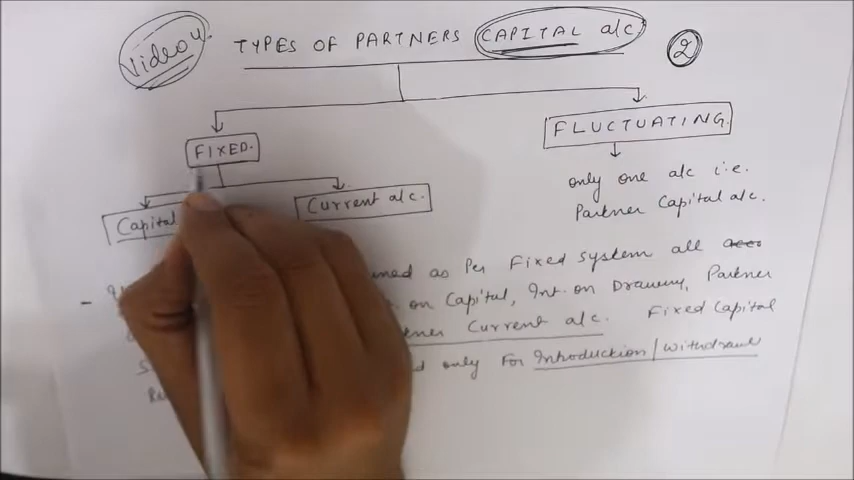 Video 4
TYPES OF PARTNERS CAPITAL a/c.
2
FIXED.
FLUCTUATING.
Capital
Current a/c.
only one a/c i.e.
Partner Capital a/c.
as Per Fixed system all
on Capital, Int. on Drawing, Partner
Current a/c. Fixed Capital
only For Introduction/withdrawl